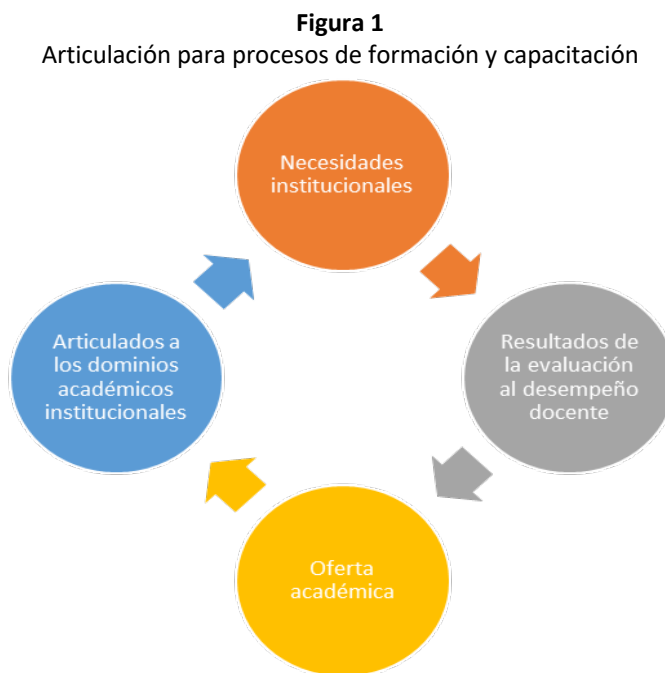 Figura 1
Articulación para procesos de formación y capacitación
Necesidades
institucionales
Resultados de
la evaluación
al desempeño
docente
Oferta
académica
Articulados a
los dominios
académicos
institucionales